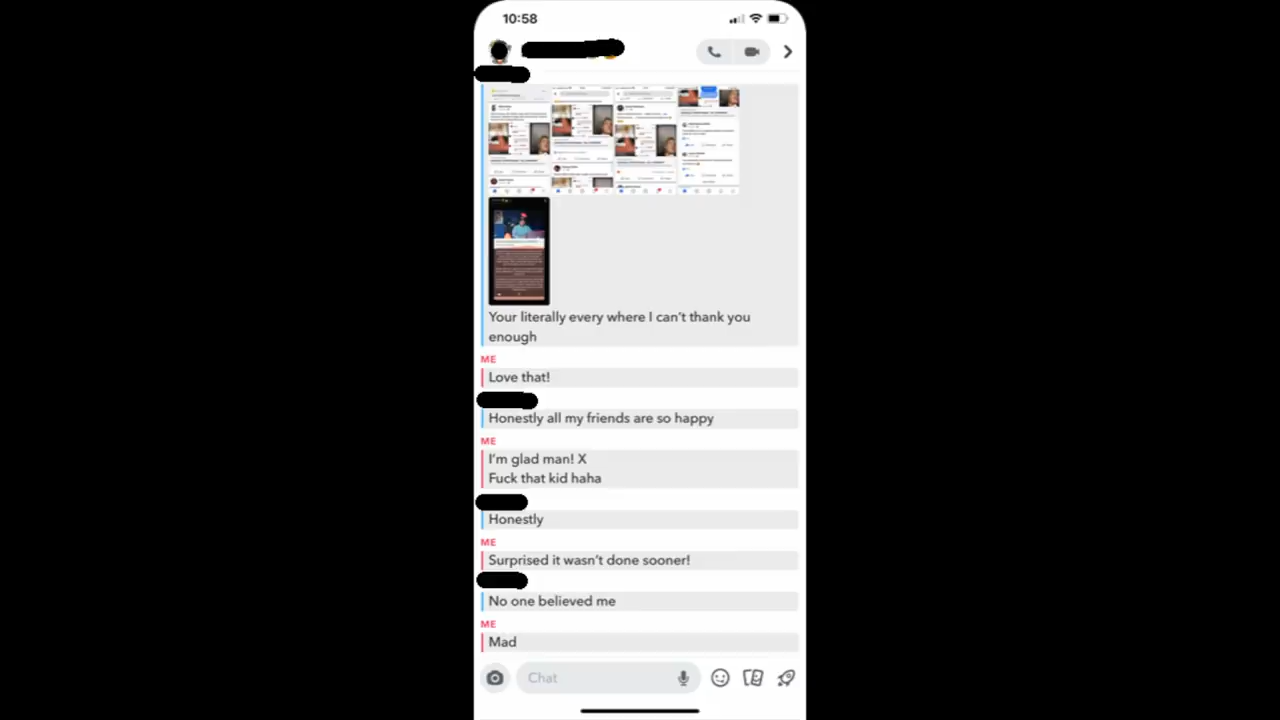 10:58
Your literally every where I can't thank you
enough
ME
Love that!
Honestly all my friends are so happy
ME
I'm glad man! X
Fuck that kid haha
Honestly
ME
Surprised it wasn't done sooner!
No one believed me
ME
Mad
Chat